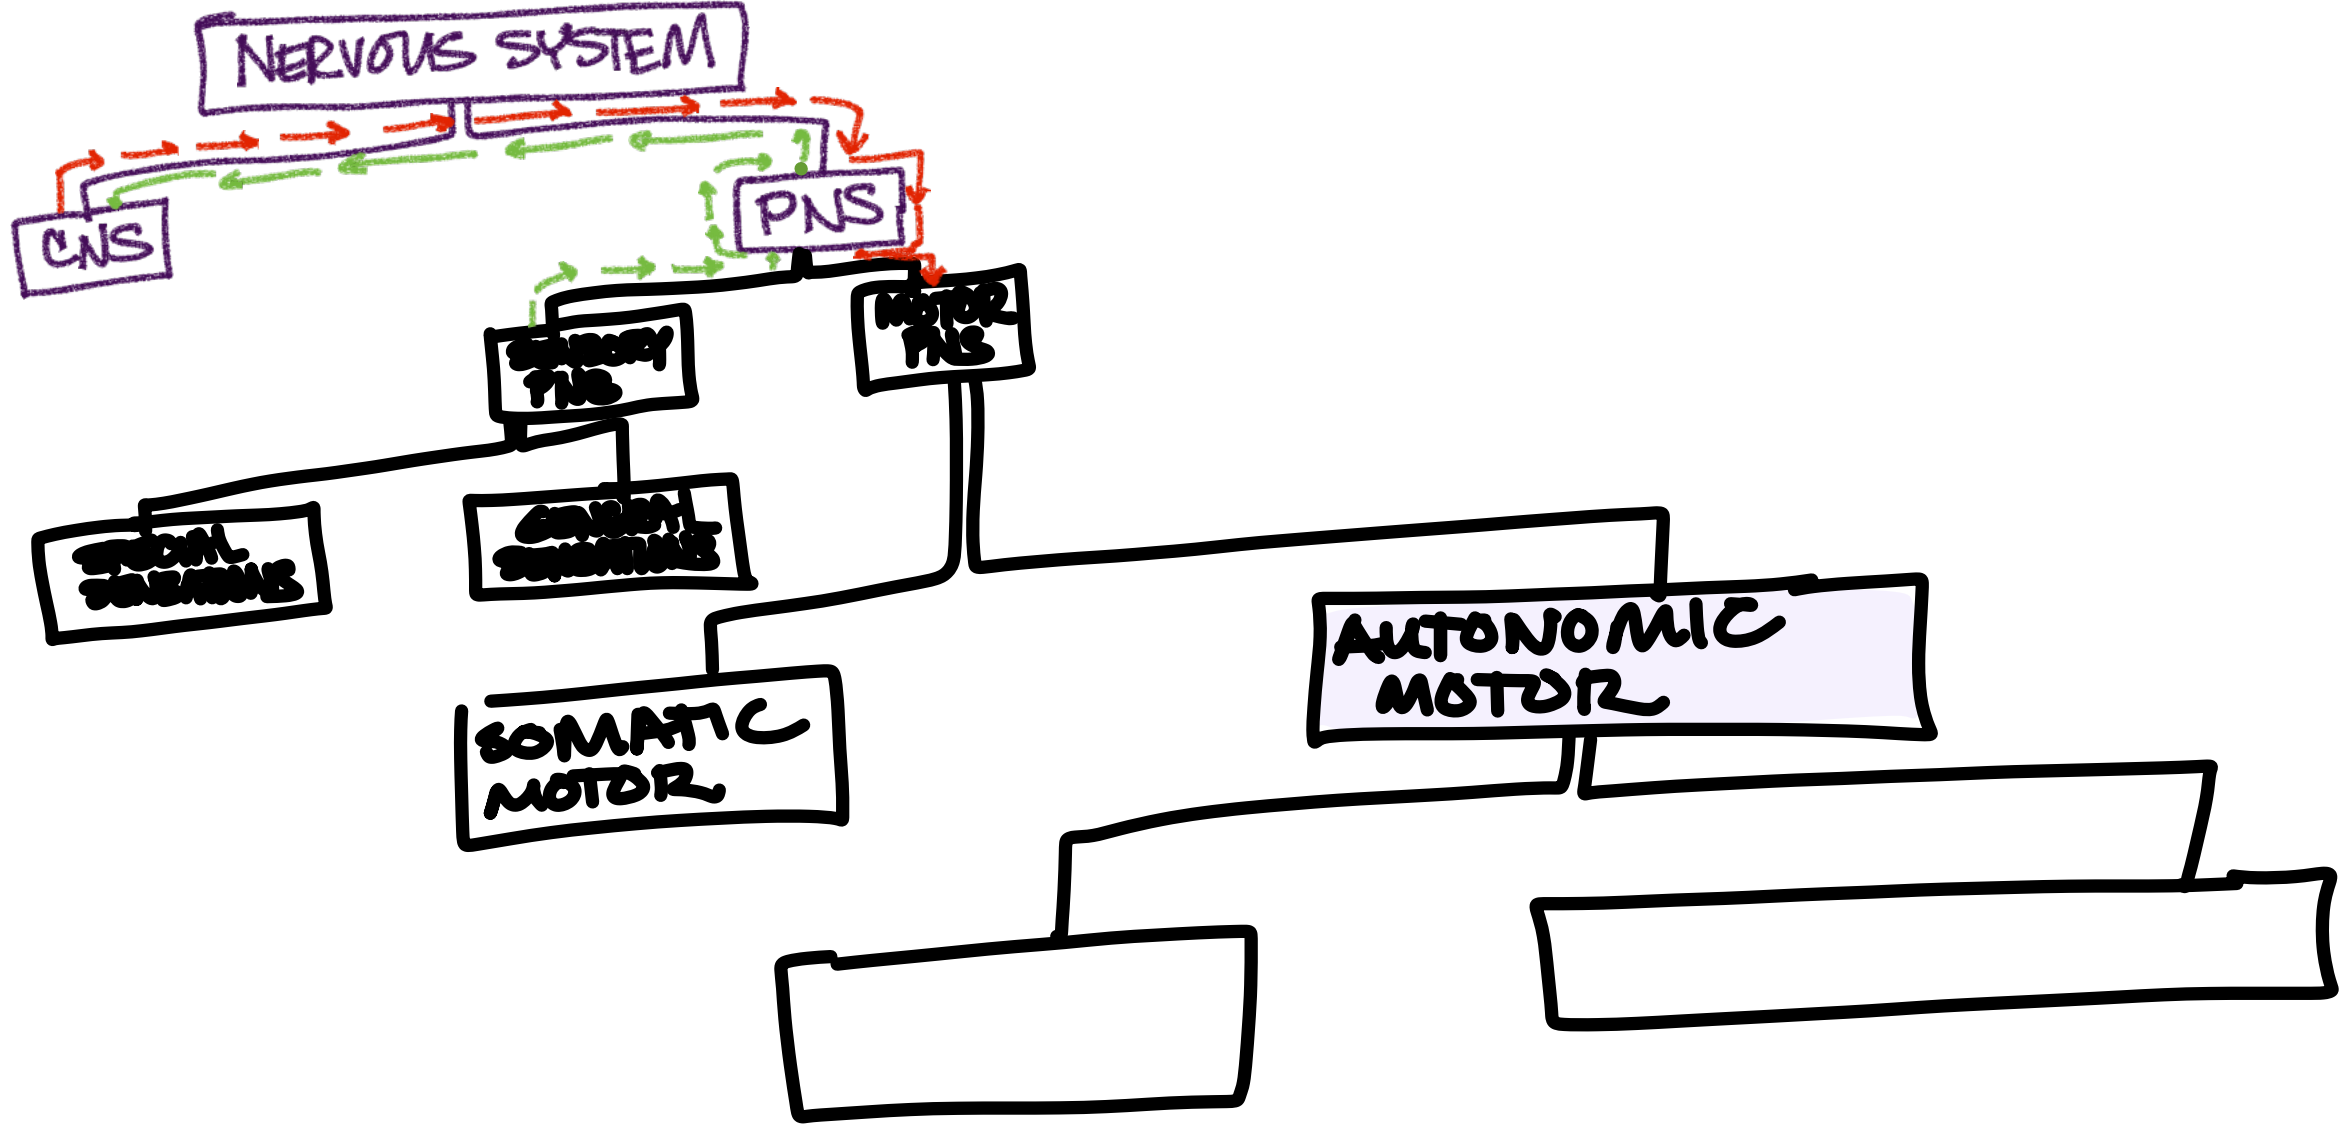 NERVOUS SYSTEM
CNS
PNS
SENSORY
PNS
MOTOR
PNS
SPECIAL
SENSATIONS
GENERAL
SENSATIONS
SOMATIC
MOTOR
AUTONOMIC
MOTOR